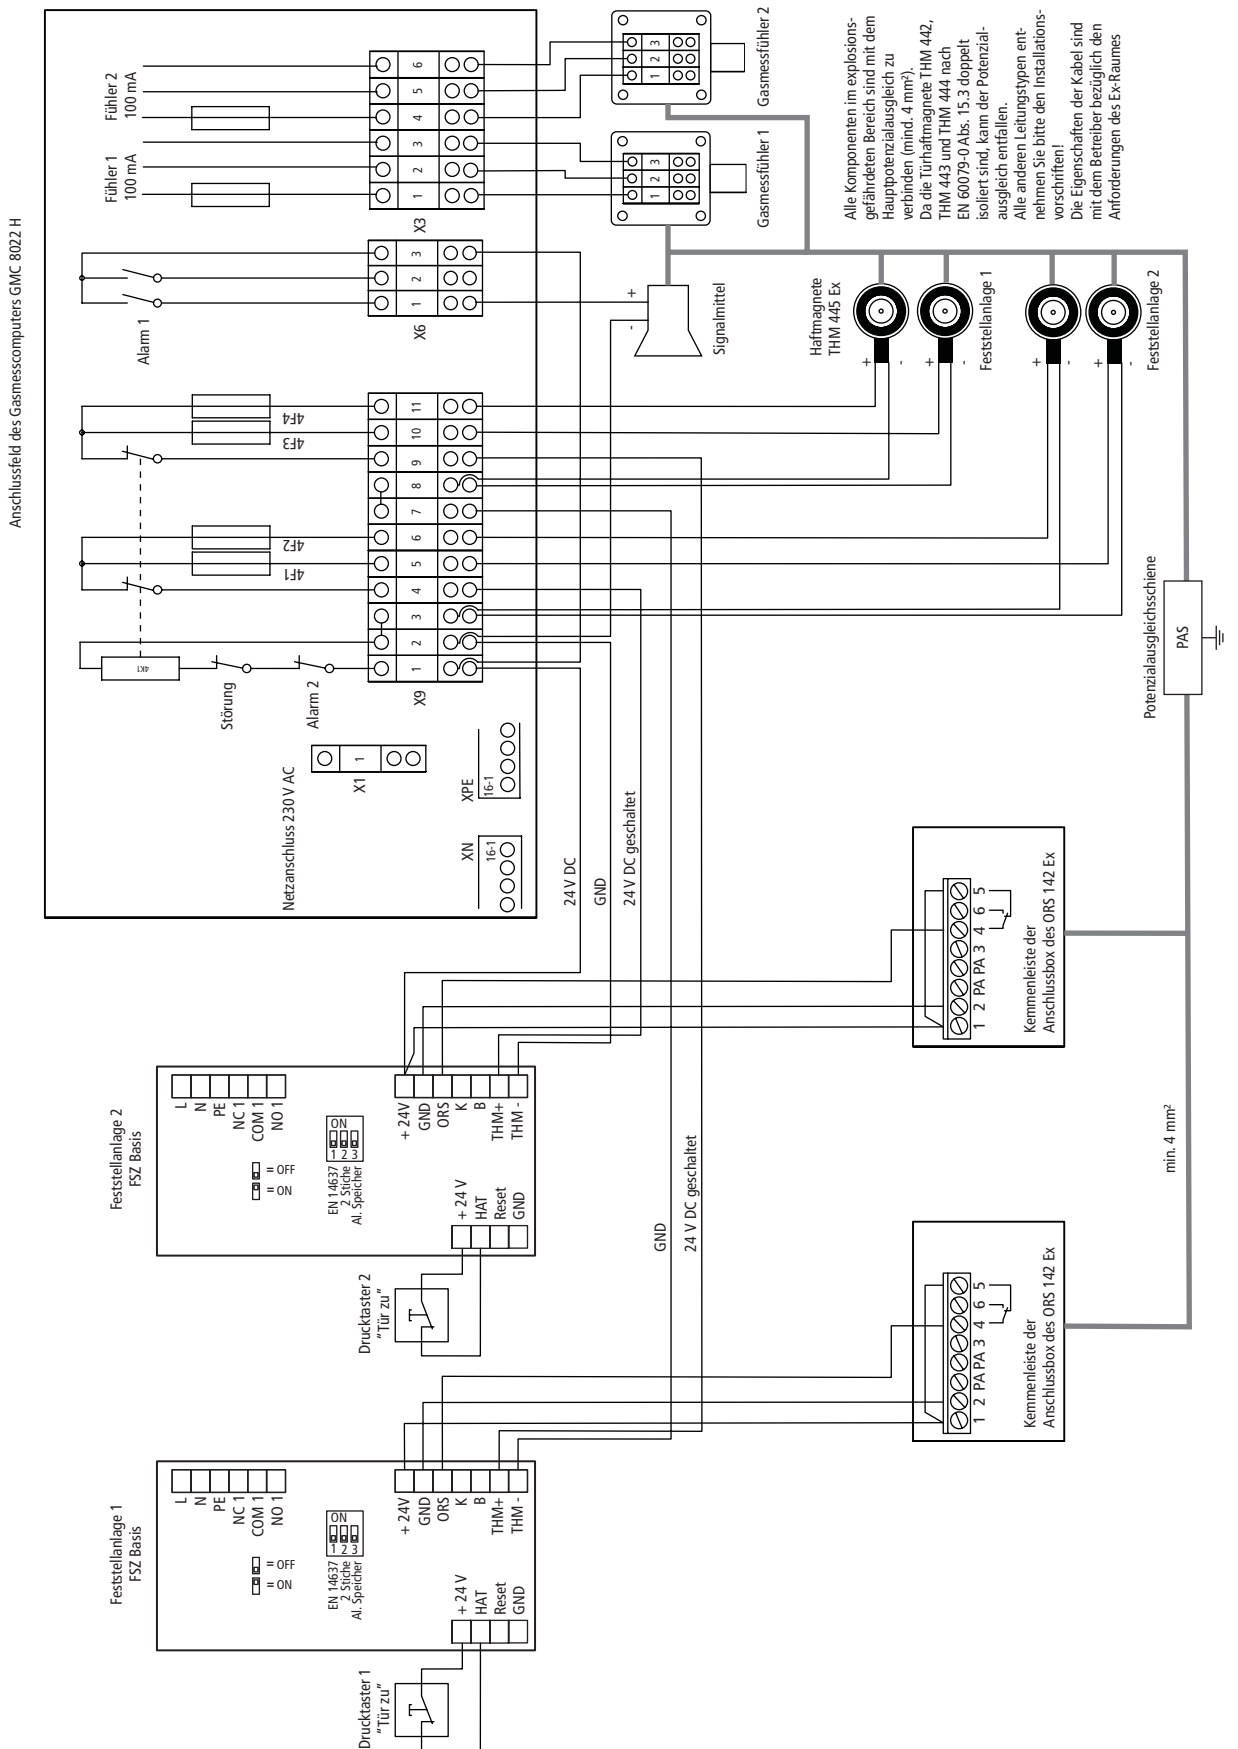 Anschlussfeld des Gasmesscomputers GMC 8022 H
Fühler 2
100 mA
Fühler 1
100 mA
6
5
4
3
2
1
X3
3
2
1
X6
Alarm 1
11
10
9
8
7
6
5
4
3
2
1
X9
4F4
4F3
4F2
4F1
4K1
Störung
Alarm 2
Netzanschluss 230 V AC
1
X1
XPE
16-1
XN
16-1
3
2
1
Gasmessfühler 2
3
2
1
Gasmessfühler 1
+
-
Signalmittel
Alle Komponenten im explosions-
gefährdeten Bereich sind mit dem
Hauptpotenzialausgleich zu
verbinden (mind. 4 mm²).
Da die Türhaftmagnete THM 442,
THM 443 und THM 444 nach
EN 60079-0 Abs. 15.3 doppelt
isoliert sind, kann der Potenzial-
ausgleich entfallen.
Alle anderen Leitungstypen ent-
nehmen Sie bitte den Installations-
vorschriften!
Die Eigenschaften der Kabel sind
mit dem Betreiber bezüglich den
Anforderungen des Ex-Raumes
Haftmagnete
THM 445 Ex
+
-
+
-
Feststellanlage 1
+
-
+
-
Feststellanlage 2
Potenzialausgleichsschiene
PAS
24 V DC
GND
24 V DC geschaltet
GND
24 V DC geschaltet
min. 4 mm²
Feststellanlage 2
FSZ Basis
L
N
PE
NC 1
COM 1
NO 1
= OFF
= ON
ON
1 2 3
EN 14637
2 Stiche
Al. Speicher
+ 24V
GND
ORS
K
B
THM+
THM -
+ 24 V
HAT
Reset
GND
Drucktaster 2
"Tür zu"
1 2 PA PA 3 4 6 5
Kemmenleiste der
Anschlussbox des ORS 142 Ex
Feststellanlage 1
FSZ Basis
L
N
PE
NC 1
COM 1
NO 1
= OFF
= ON
ON
1 2 3
EN 14637
2 Stiche
Al. Speicher
+ 24V
GND
ORS
K
B
THM+
THM -
+ 24 V
HAT
Reset
GND
Drucktaster 1
"Tür zu"
1 2 PA PA 3 4 6 5
Kemmenleiste der
Anschlussbox des ORS 142 Ex